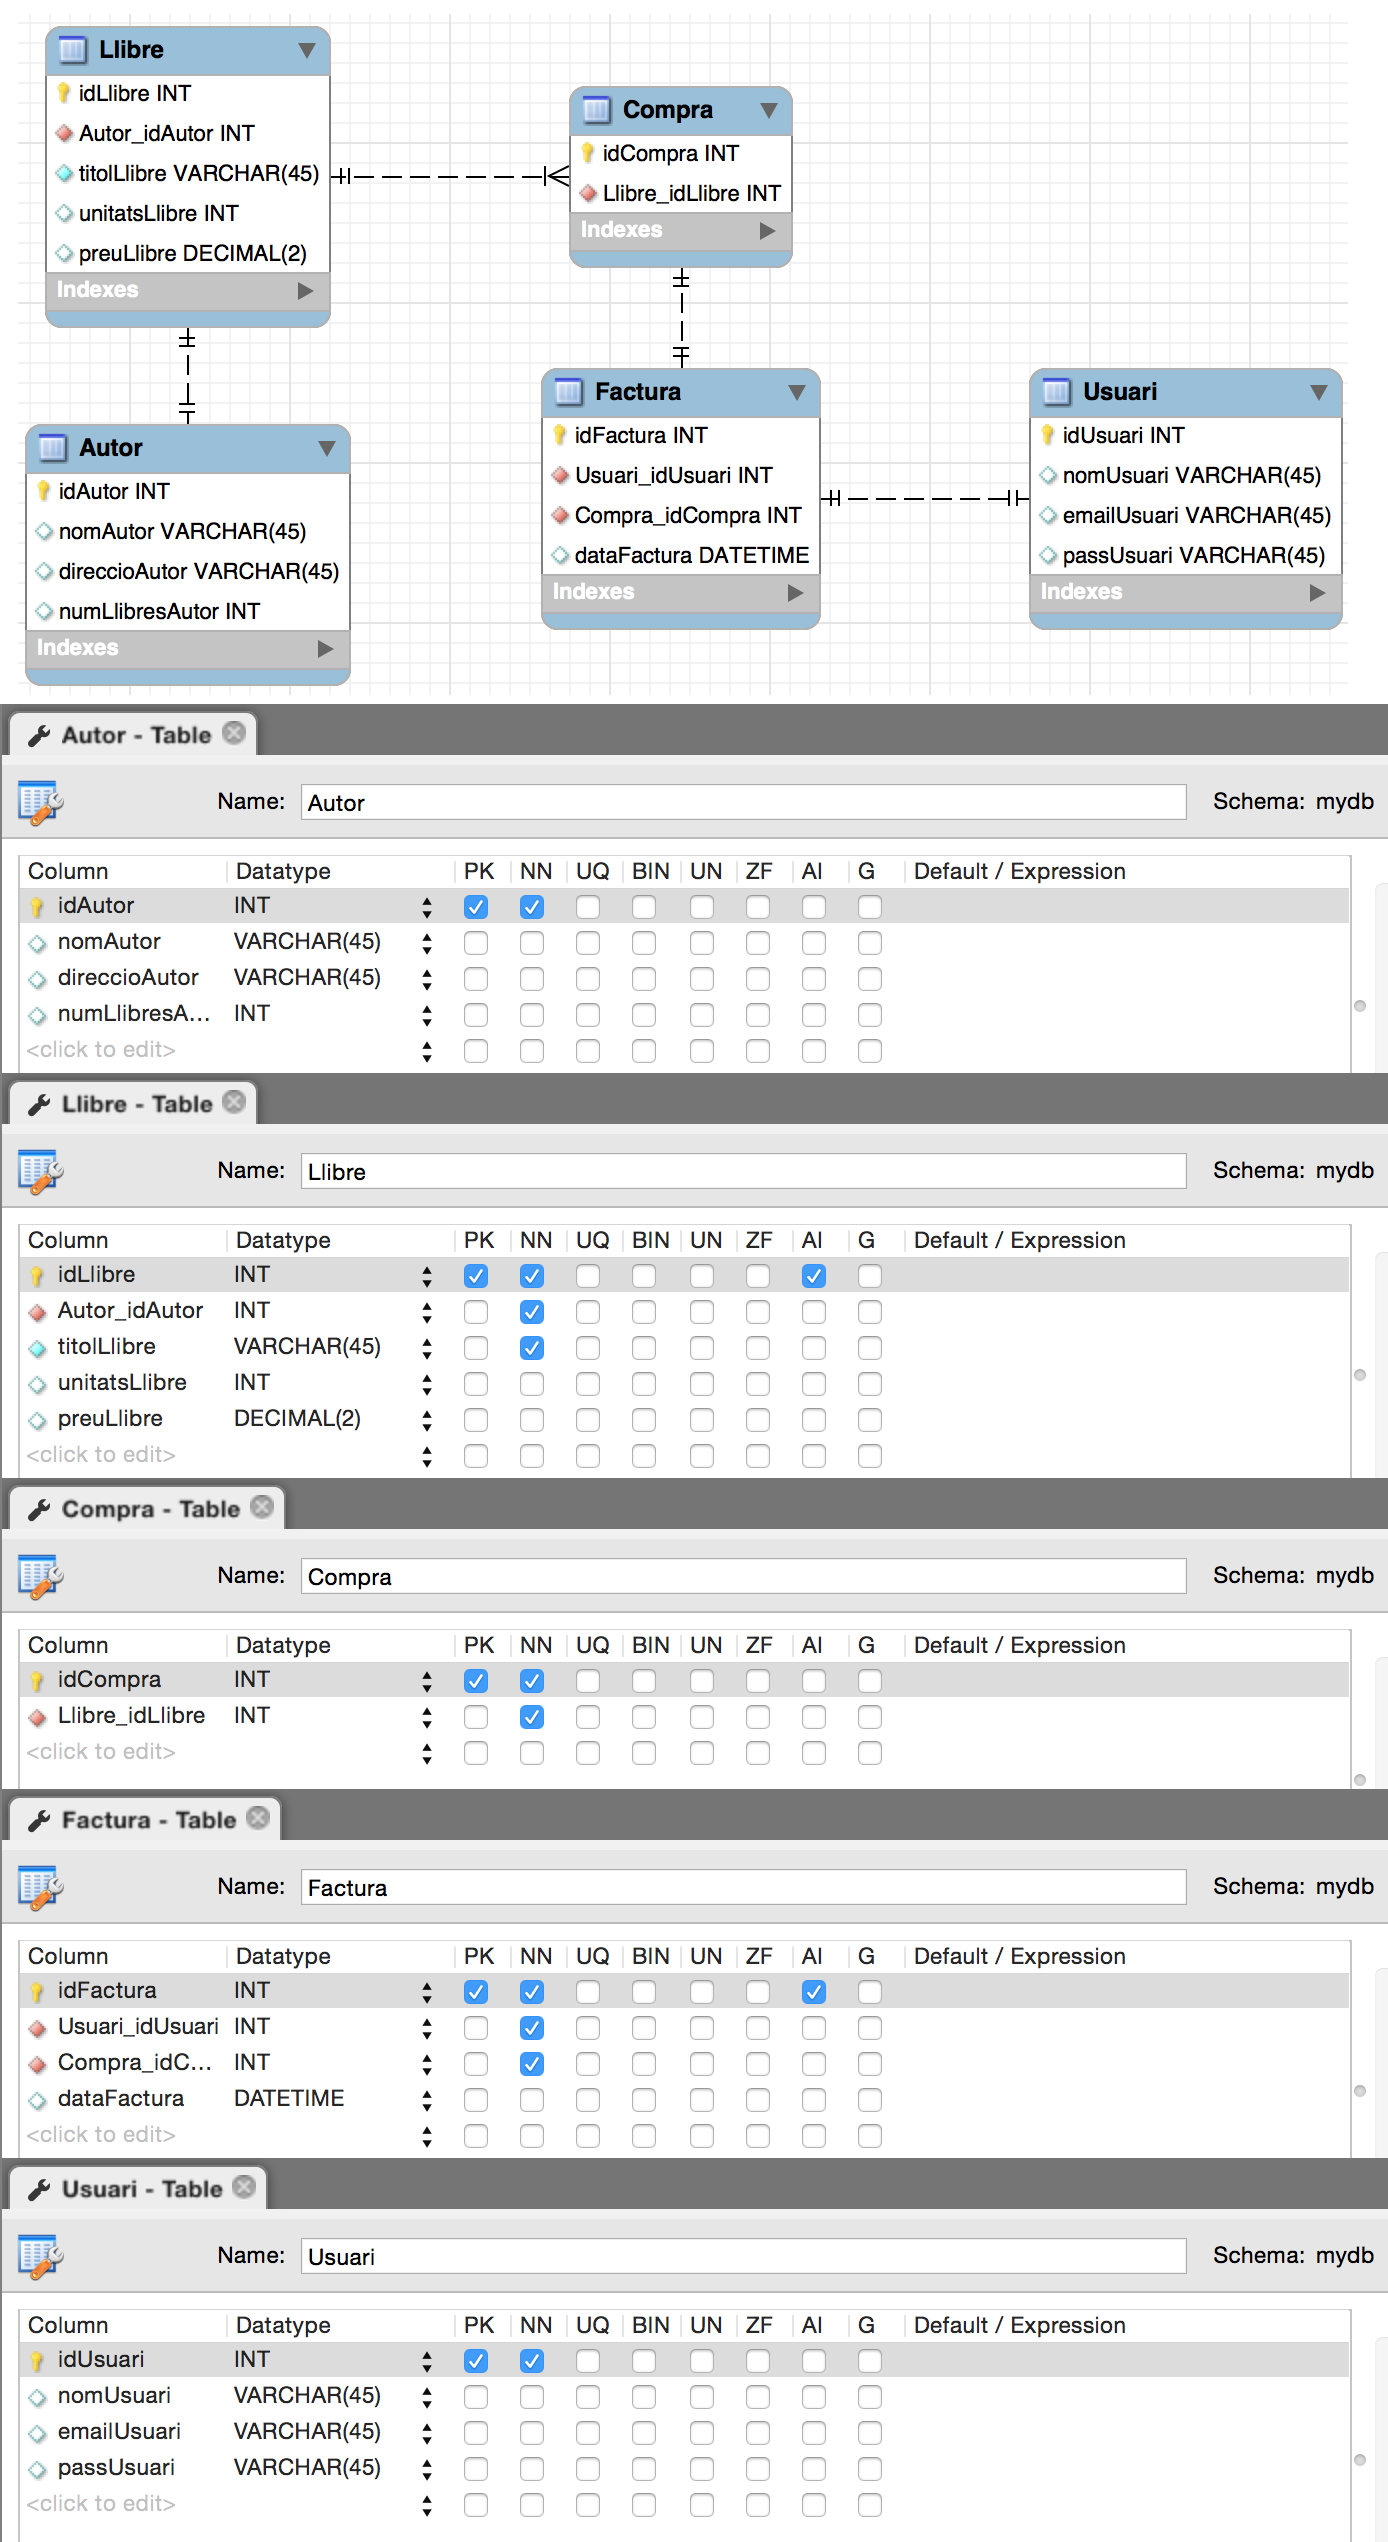 Llibre
idLlibre INT
Autor_idAutor INT
titolLlibre VARCHAR(45)
unitatsLlibre INT
preuLlibre DECIMAL(2)
Indexes
Compra
idCompra INT
Llibre_idLlibre INT
Indexes
Autor
idAutor INT
nomAutor VARCHAR(45)
direccioAutor VARCHAR(45)
numLlibresAutor INT
Indexes
Factura
idFactura INT
Usuari_idUsuari INT
Compra_idCompra INT
dataFactura DATETIME
Indexes
Usuari
idUsuari INT
nomUsuari VARCHAR(45)
emailUsuari VARCHAR(45)
passUsuari VARCHAR(45)
Indexes
Autor - Table
Name: Autor Schema: mydb
Column Datatype PK NN UQ BIN UN ZF AI G Default / Expression
idAutor INT
nomAutor VARCHAR(45)
direccioAutor VARCHAR(45)
numLlibresA... INT
<click to edit>
Llibre - Table
Name: Llibre Schema: mydb
Column Datatype PK NN UQ BIN UN ZF AI G Default / Expression
idLlibre INT
Autor_idAutor INT
titolLlibre VARCHAR(45)
unitatsLlibre INT
preuLlibre DECIMAL(2)
<click to edit>
Compra - Table
Name: Compra Schema: mydb
Column Datatype PK NN UQ BIN UN ZF AI G Default / Expression
idCompra INT
Llibre_idLlibre INT
<click to edit>
Factura - Table
Name: Factura Schema: mydb
Column Datatype PK NN UQ BIN UN ZF AI G Default / Expression
idFactura INT
Usuari_idUsuari INT
Compra_idC... INT
dataFactura DATETIME
<click to edit>
Usuari - Table
Name: Usuari Schema: mydb
Column Datatype PK NN UQ BIN UN ZF AI G Default / Expression
idUsuari INT
nomUsuari VARCHAR(45)
emailUsuari VARCHAR(45)
passUsuari VARCHAR(45)
<click to edit>